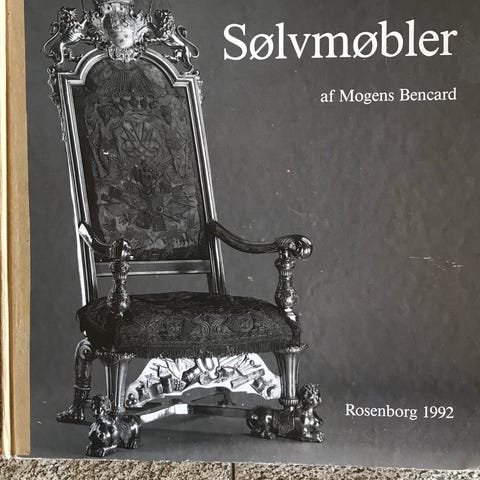 Sølvmøbler
af Mogens Bencard
Rosenborg 1992